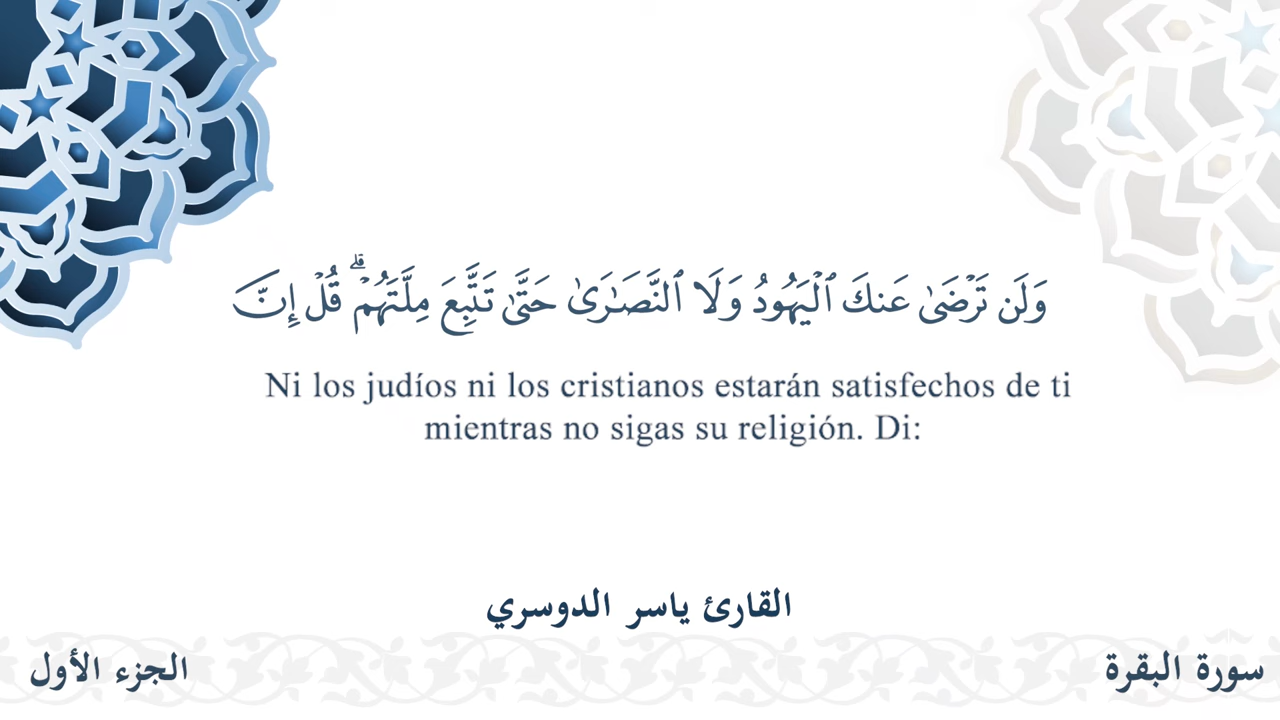 وَلَن تَرْضَىٰ عَنكَ ٱلْيَهُودُ وَلَا ٱلنَّصَـٰرَىٰ حَتَّىٰ تَتَّبِعَ مِلَّتَهُمْ ۗ قُلْ إِنَّ
Ni los judíos ni los cristianos estarán satisfechos de ti
mientras no sigas su religión. Di:
القارئ ياسر الدوسري
سورة البقرة
الجزء الأول